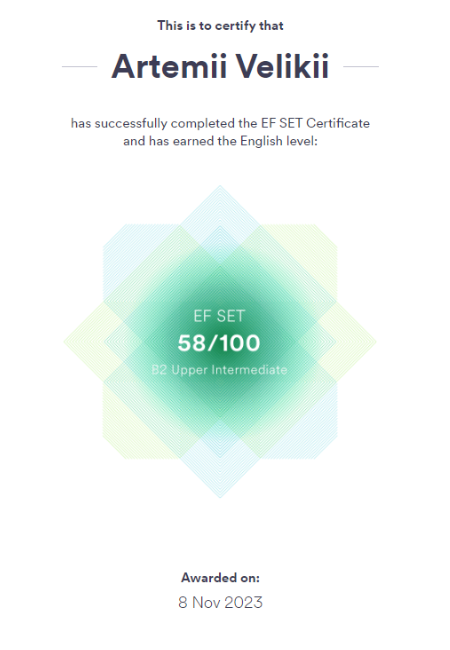 This is to certify that
Artemii Velikii
has successfully completed the EF SET Certificate
and has earned the English level:
EF SET
58/100
B2 Upper Intermediate
Awarded on:
8 Nov 2023